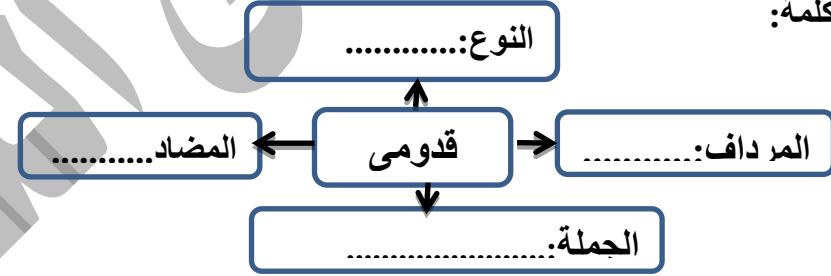 كلمة:
النوع:............
المرداف:............
قدومى
المضاد...........
الجملة:.......................